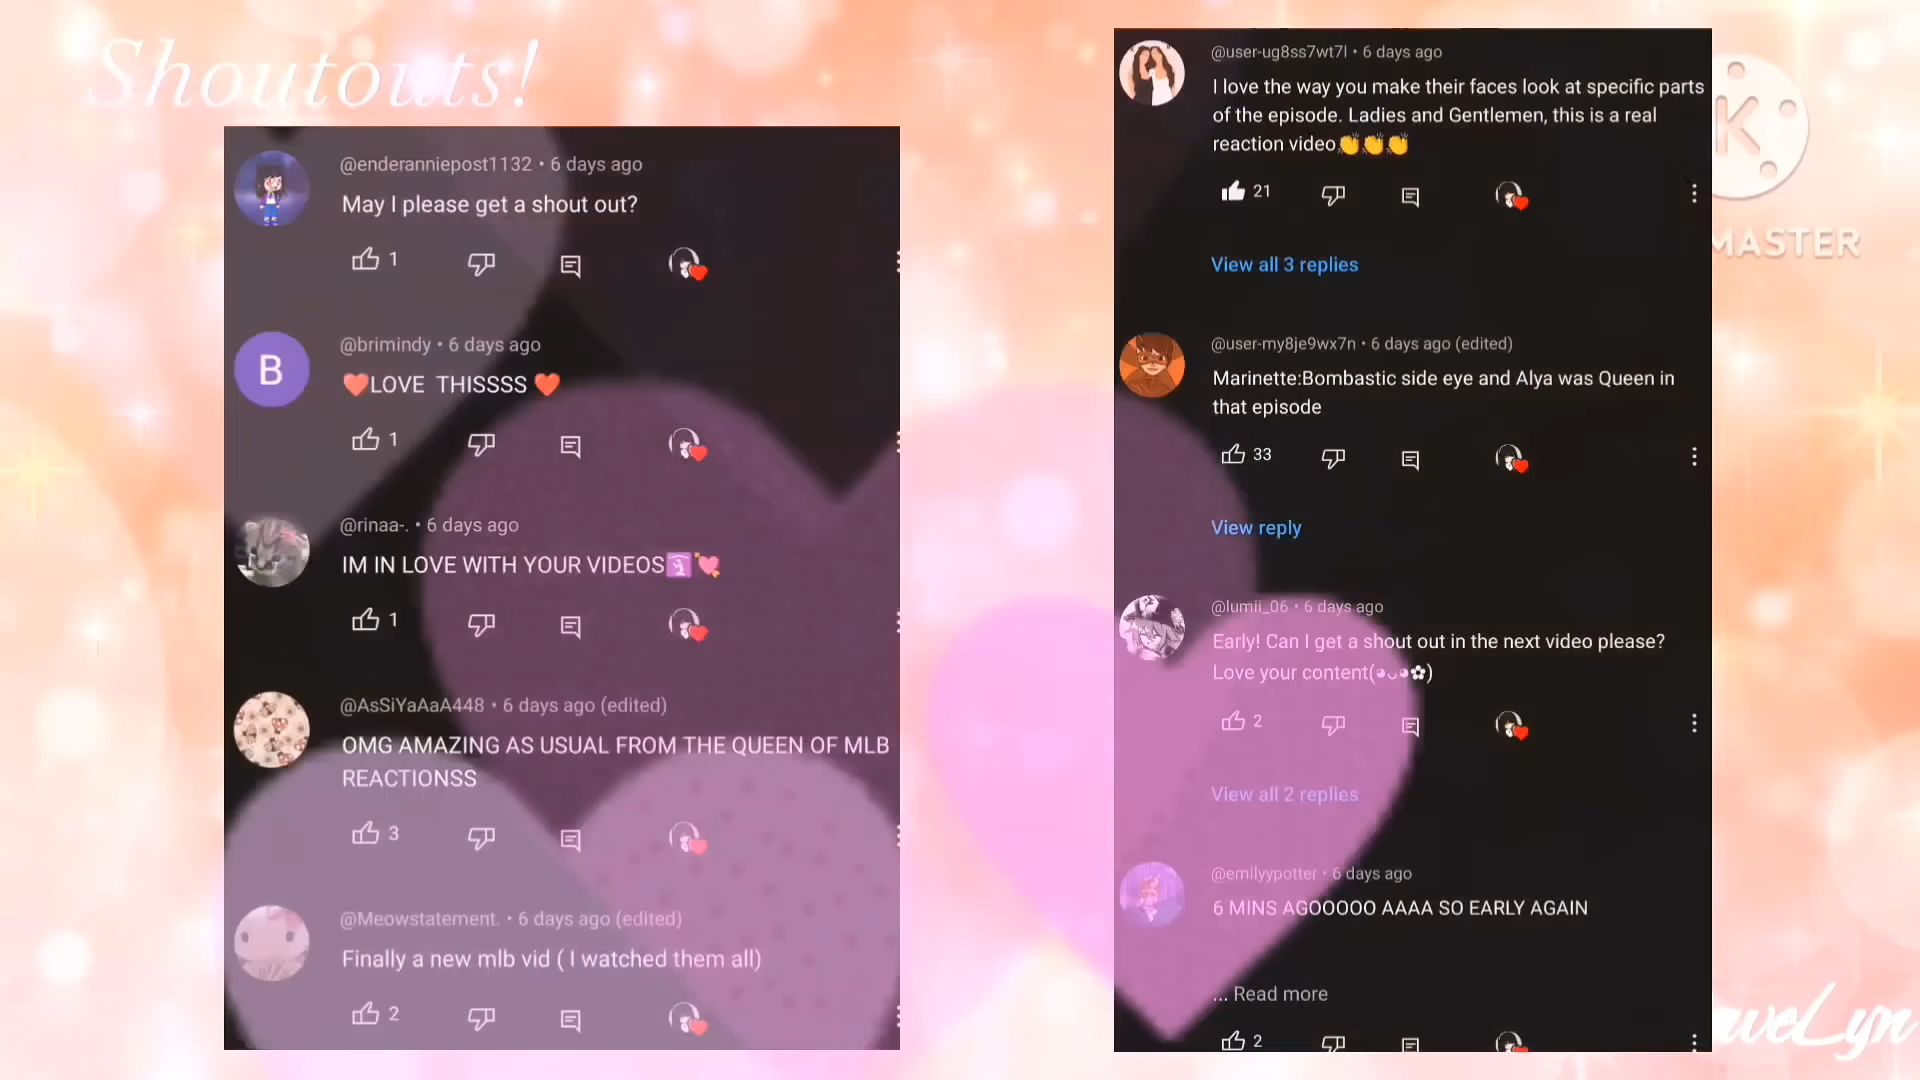 Shoutouts!
@enderanniepost1132 • 6 days ago
May I please get a shout out?
1
B
@brimindy • 6 days ago
❤️LOVE THISSSS ❤️
1
@rinaa-. • 6 days ago
IM IN LOVE WITH YOUR VIDEOS🛐💘
1
@AsSiYaAaA448 • 6 days ago (edited)
OMG AMAZING AS USUAL FROM THE QUEEN OF MLB
REACTIONSS
3
@Meowstatement. • 6 days ago (edited)
Finally a new mlb vid ( I watched them all)
2
@user-ug8ss7wt7l • 6 days ago
I love the way you make their faces look at specific parts
of the episode. Ladies and Gentlemen, this is a real
reaction video👏👏👏
21
View all 3 replies
@user-my8je9wx7n • 6 days ago (edited)
Marinette:Bombastic side eye and Alya was Queen in
that episode
33
View reply
@lumii_06 • 6 days ago
Early! Can I get a shout out in the next video please?
Love your content(◕ᴗ◕✿)
2
View all 2 replies
@emilyypotter • 6 days ago
6 MINS AGOOOOO AAAA SO EARLY AGAIN
... Read more
2
K
MASTER
aveLyn